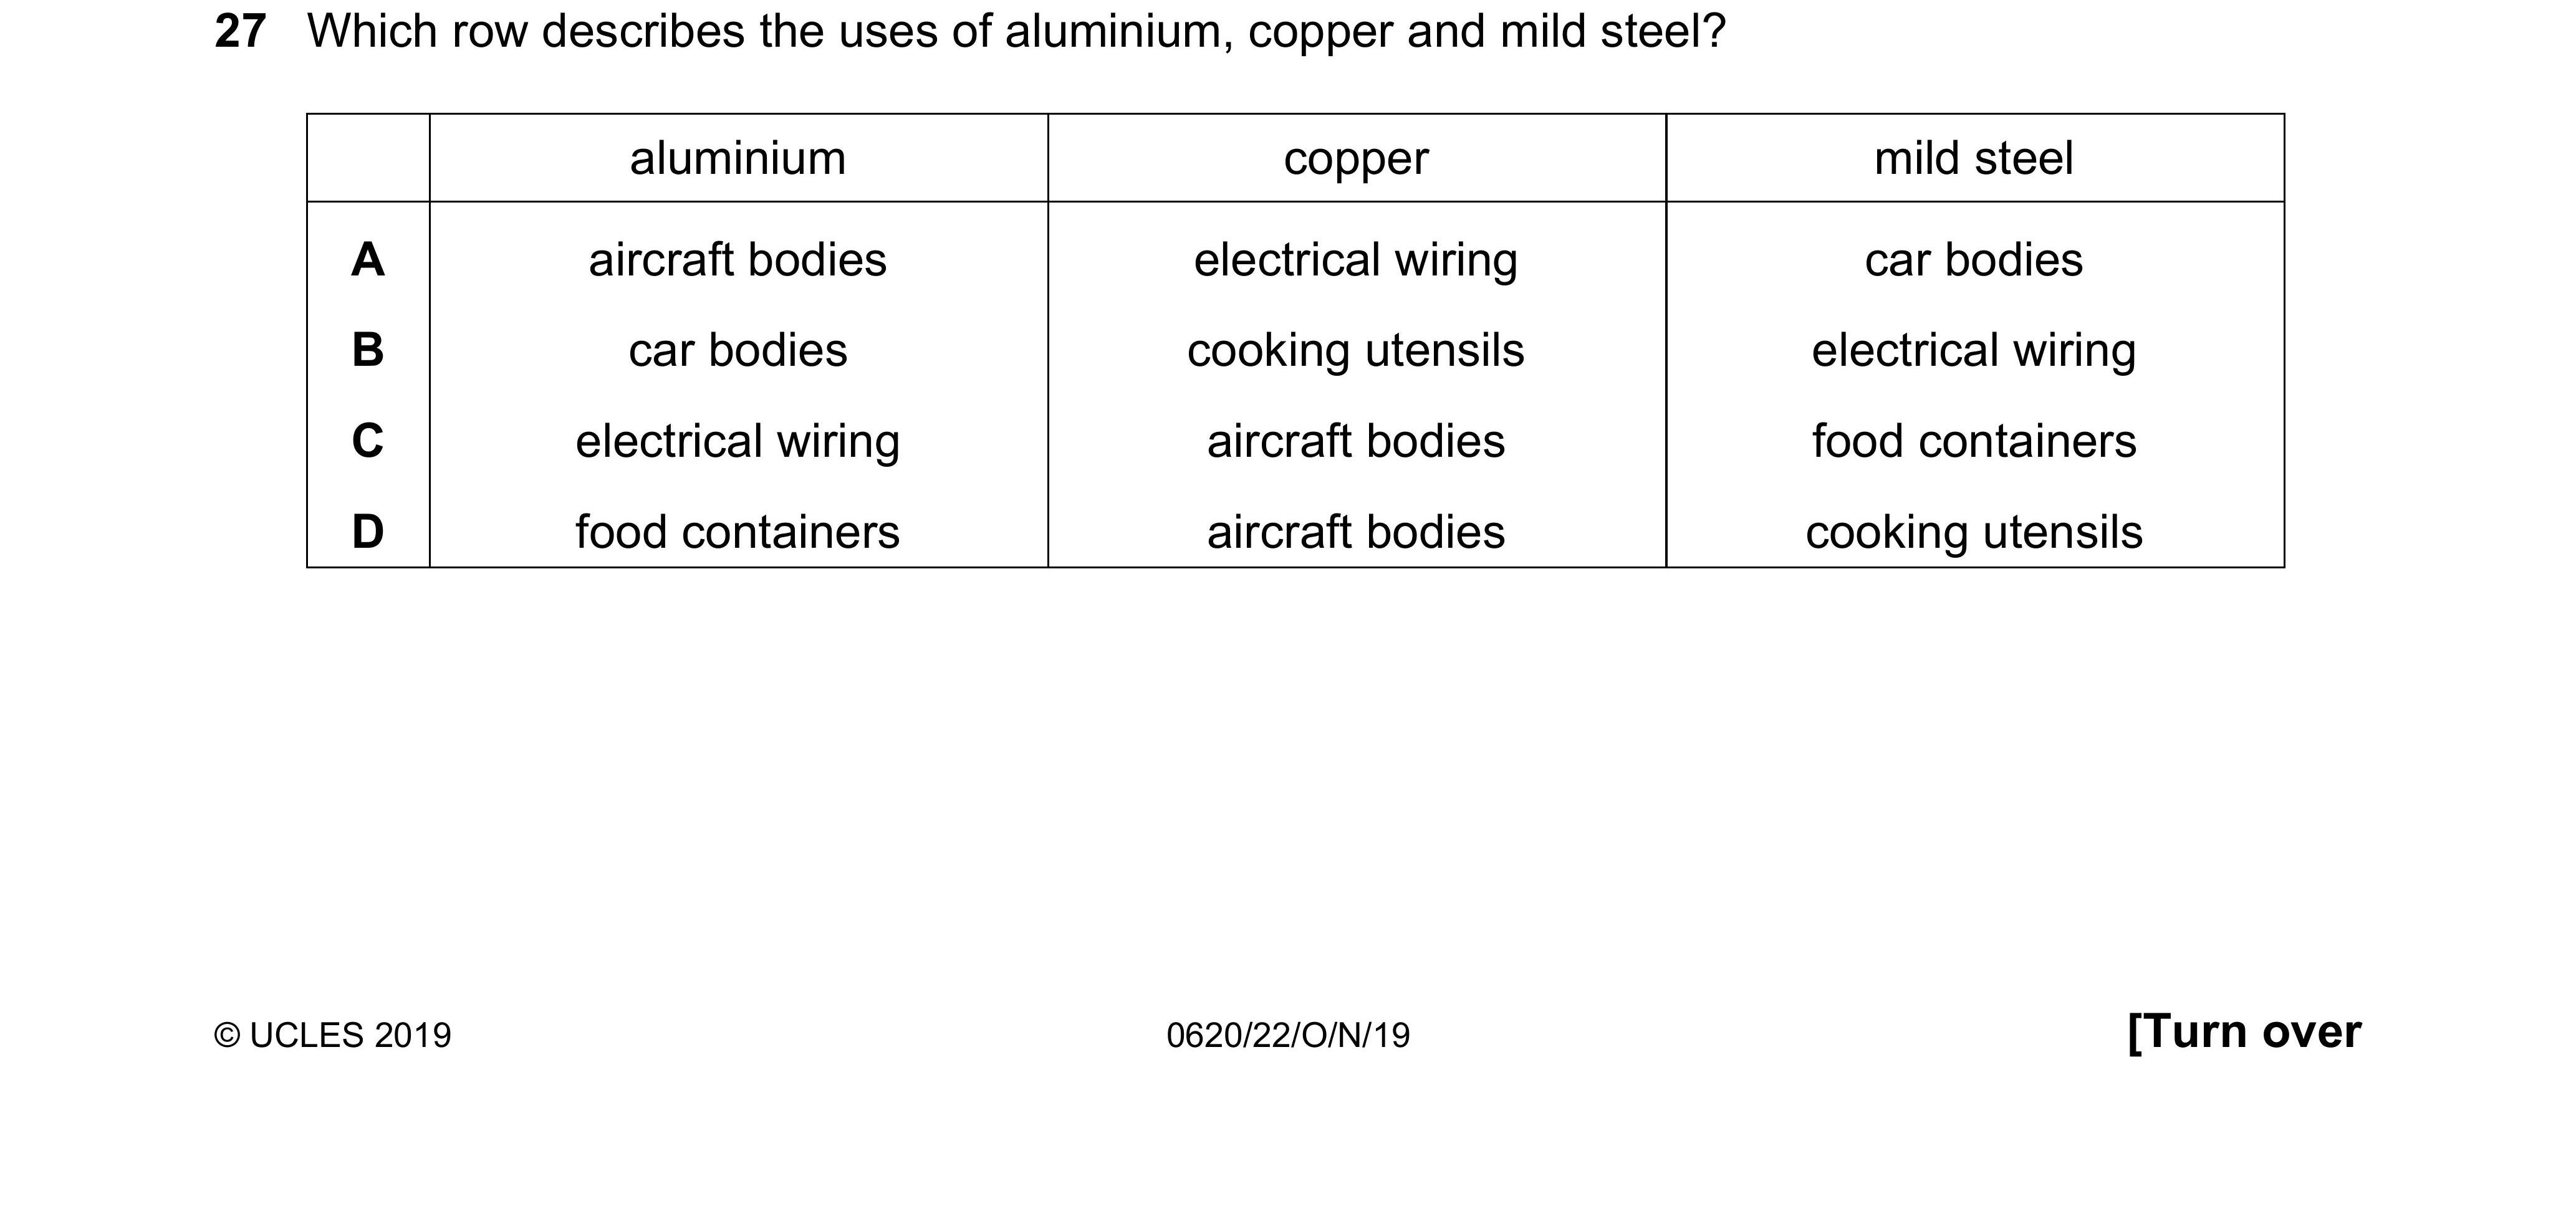 27 Which row describes the uses of aluminium, copper and mild steel?
aluminium copper mild steel
A aircraft bodies electrical wiring car bodies
B car bodies cooking utensils electrical wiring
C electrical wiring aircraft bodies food containers
D food containers aircraft bodies cooking utensils
© UCLES 2019 0620/22/O/N/19 [Turn over